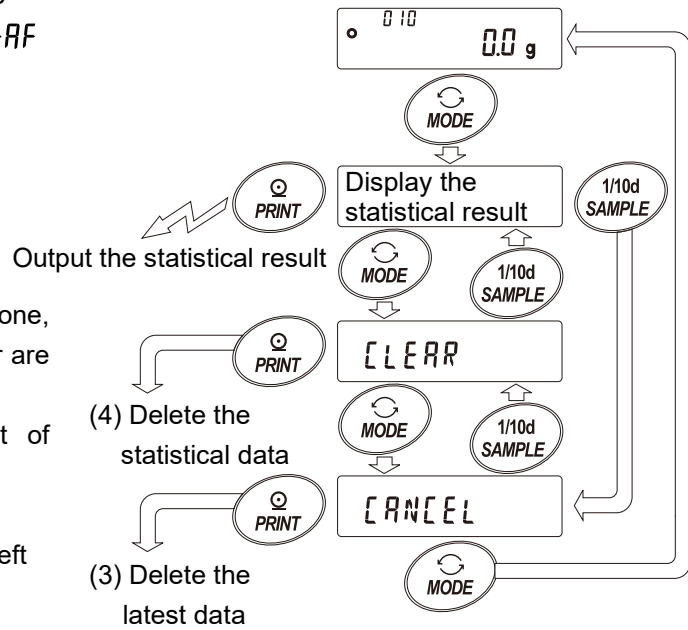 AF
0 10
0.0 g
MODE
PRINT
Display the
statistical result
1/10d
SAMPLE
Output the statistical result
MODE
1/10d
SAMPLE
one,
r are
PRINT
CLEAR
(4) Delete the
statistical data
MODE
1/10d
SAMPLE
t of
PRINT
CANCEL
eft
(3) Delete the
latest data
MODE